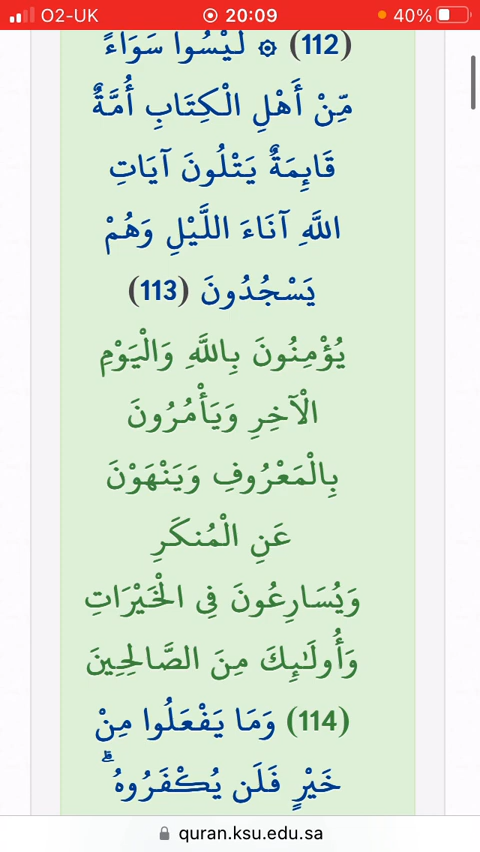 O2-UK 20:09 40%
(112) ۞ لَيْسُوا سَوَاءً
مِّنْ أَهْلِ الْكِتَابِ أُمَّةٌ
قَائِمَةٌ يَتْلُونَ آيَاتِ
اللَّهِ آنَاءَ اللَّيْلِ وَهُمْ
يَسْجُدُونَ (113)
يُؤْمِنُونَ بِاللَّهِ وَالْيَوْمِ
الْآخِرِ وَيَأْمُرُونَ
بِالْمَعْرُوفِ وَيَنْهَوْنَ
عَنِ الْمُنكَرِ
وَيُسَارِعُونَ فِي الْخَيْرَاتِ
وَأُولَٰئِكَ مِنَ الصَّالِحِينَ
(114) وَمَا يَفْعَلُوا مِنْ
خَيْرٍ فَلَن يُكْفَرُوهُ ۗ
quran.ksu.edu.sa